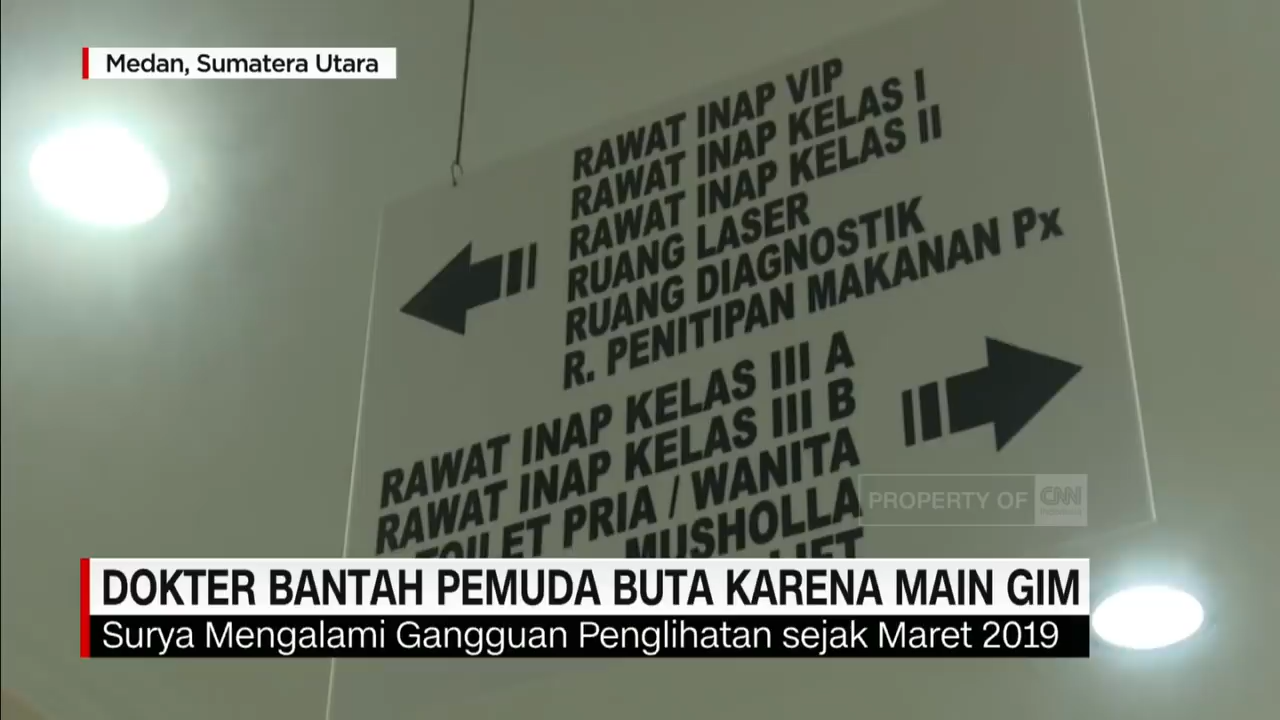 Medan, Sumatera Utara
RAWAT INAP VIP
RAWAT INAP KELAS I
RAWAT INAP KELAS II
RUANG LASER
RUANG DIAGNOSTIK
R. PENITIPAN MAKANAN Px
RAWAT INAP KELAS III A
RAWAT INAP KELAS III B
TOILET PRIA / WANITA
MUSHOLLA
PROPERTY OF CNN
DOKTER BANTAH PEMUDA BUTA KARENA MAIN GIM
Surya Mengalami Gangguan Penglihatan sejak Maret 2019